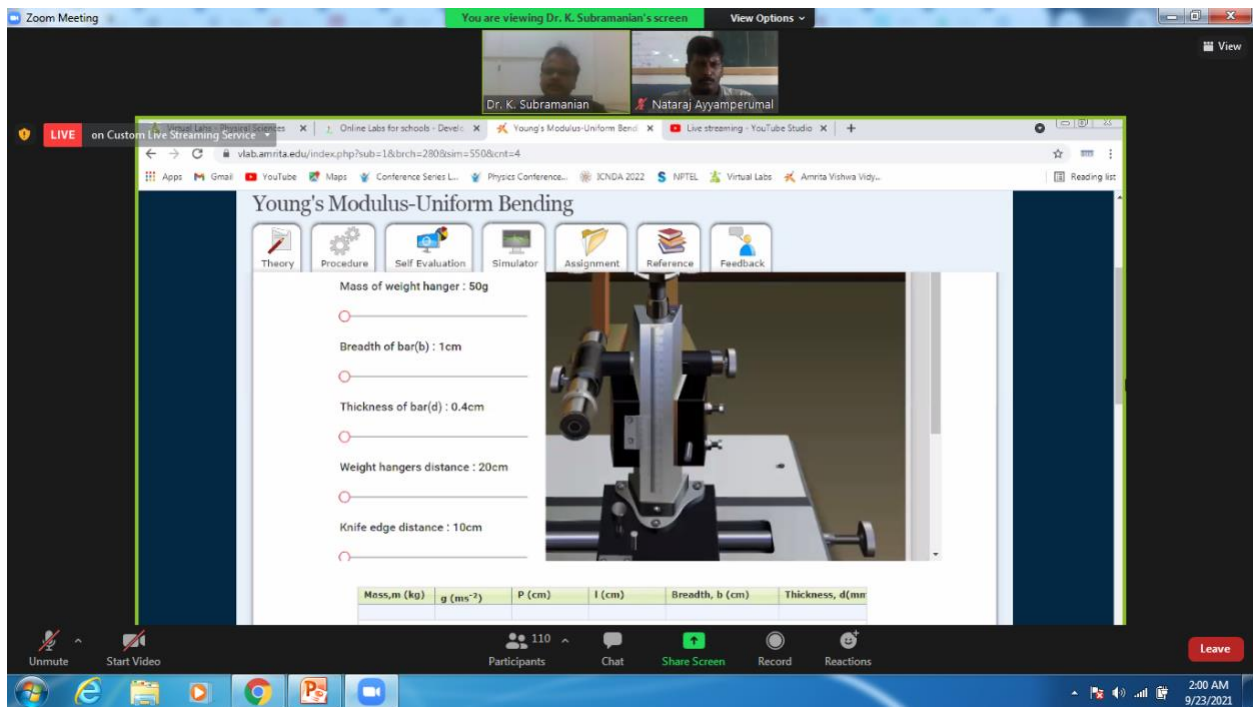 Zoom Meeting
You are viewing Dr. K. Subramanian's screen
View Options
View
Dr. K. Subramanian
Nataraj Ayyamperumal
LIVE on Custom Live Streaming Service
Virtual Labs - Physical Sciences
Online Labs for schools - Develo
Young's Modulus-Uniform Bend
Live streaming - YouTube Studio
vlab.amrita.edu/index.php?sub=1&brch=280&sim=550&cnt=4
Apps Gmail YouTube Maps Conference Series L... Physics Conference... ICNDA 2022 NPTEL Virtual Labs Amrita Vishwa Vidy... Reading list
Young's Modulus-Uniform Bending
Theory Procedure Self Evaluation Simulator Assignment Reference Feedback
Mass of weight hanger : 50g
Breadth of bar(b) : 1cm
Thickness of bar(d) : 0.4cm
Weight hangers distance : 20cm
Knife edge distance : 10cm
Mass,m (kg) g (ms⁻²) P (cm) l (cm) Breadth, b (cm) Thickness, d(mm
110
Unmute Start Video Participants Chat Share Screen Record Reactions Leave
2:00 AM
9/23/2021